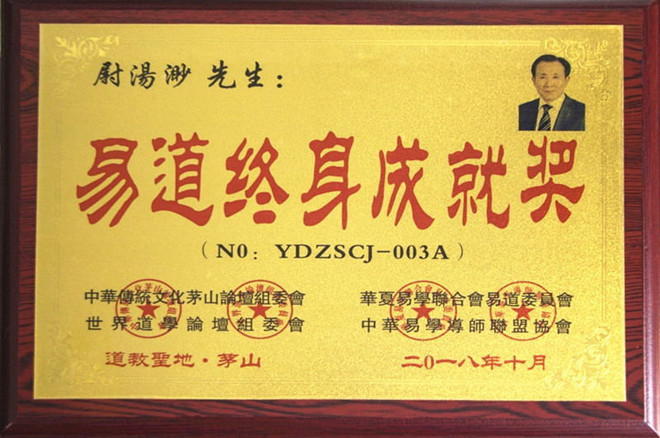 尉湯渺 先生：
易道终身成就奖
（N0：YDZSCJ-003A）
中華傳統文化茅山論壇組委會
世界道學論壇組委會
道教聖地·茅山
華夏易學聯合會易道委員會
中華易學導師聯盟協會
二0一八年十月